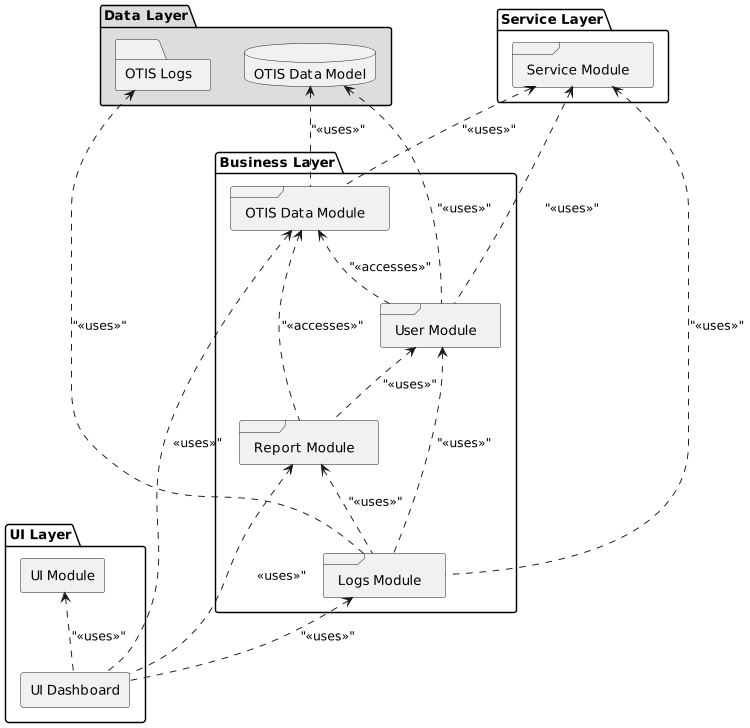 Data Layer
Service Layer
OTIS Logs
OTIS Data Model
Service Module
"«uses»"
"«uses»"
Business Layer
OTIS Data Module
"«uses»"
"«uses»"
"«accesses»"
"«uses»"
"«accesses»"
User Module
"«uses»"
"«uses»"
Report Module
«uses»"
"«uses»"
"«uses»"
UI Layer
UI Module
«uses»"
Logs Module
"«uses»"
"«uses»"
UI Dashboard